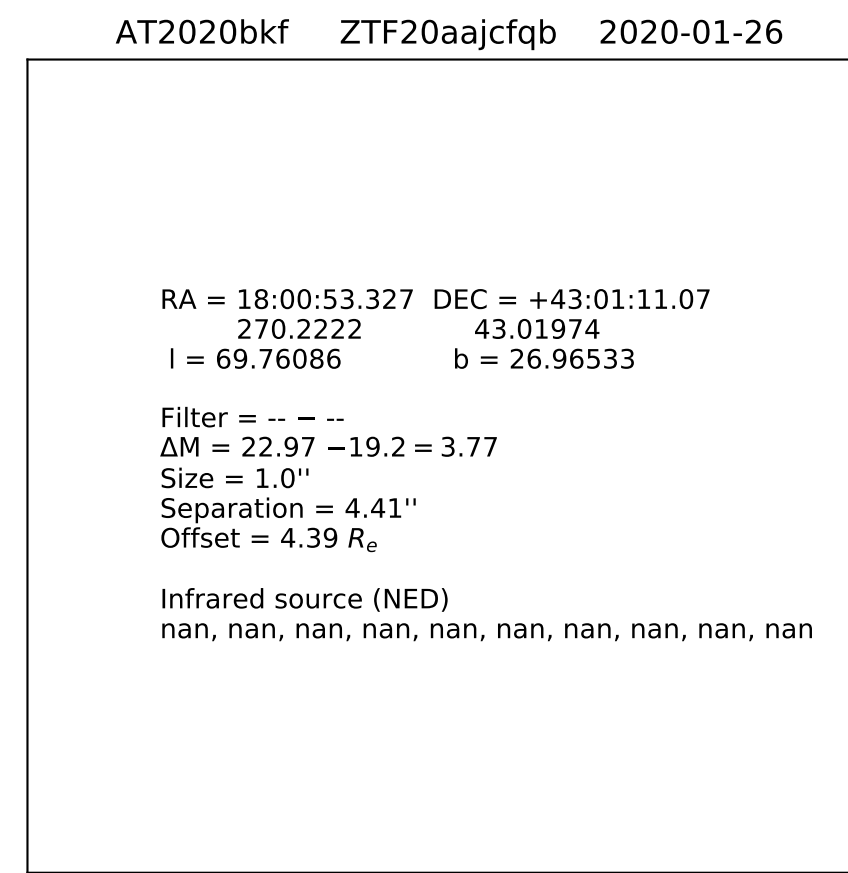 AT2020bkf ZTF20aajcfqb 2020-01-26
RA = 18:00:53.327 DEC = +43:01:11.07
270.2222 43.01974
l = 69.76086 b = 26.96533
Filter = -- − --
ΔM = 22.97 −19.2 = 3.77
Size = 1.0''
Separation = 4.41''
Offset = 4.39 Re
Infrared source (NED)
nan, nan, nan, nan, nan, nan, nan, nan, nan, nan